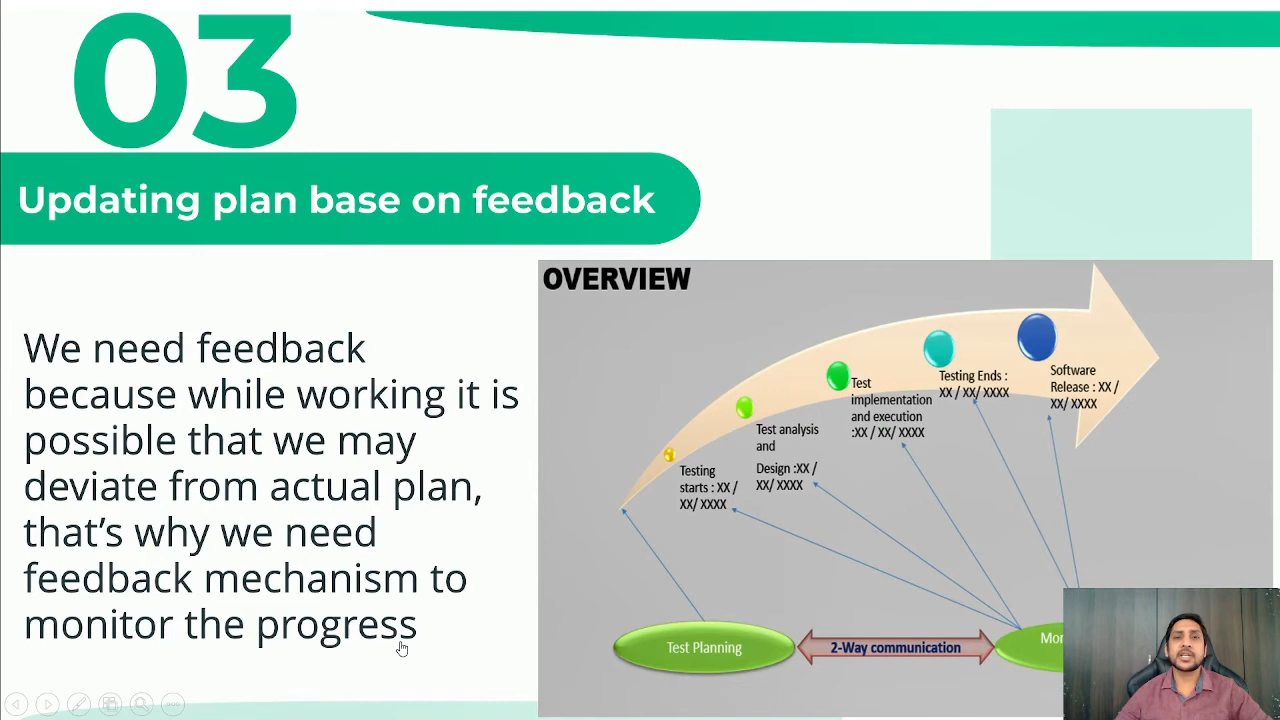 03
Updating plan base on feedback
We need feedback
because while working it is
possible that we may
deviate from actual plan,
that’s why we need
feedback mechanism to
monitor the progress
OVERVIEW
Testing
starts : XX /
XX/ XXXX
Test analysis
and
Design :XX /
XX/ XXXX
Test
implementation
and execution
:XX / XX/ XXXX
Testing Ends :
XX / XX/ XXXX
Software
Release : XX /
XX/ XXXX
Test Planning
2-Way communication